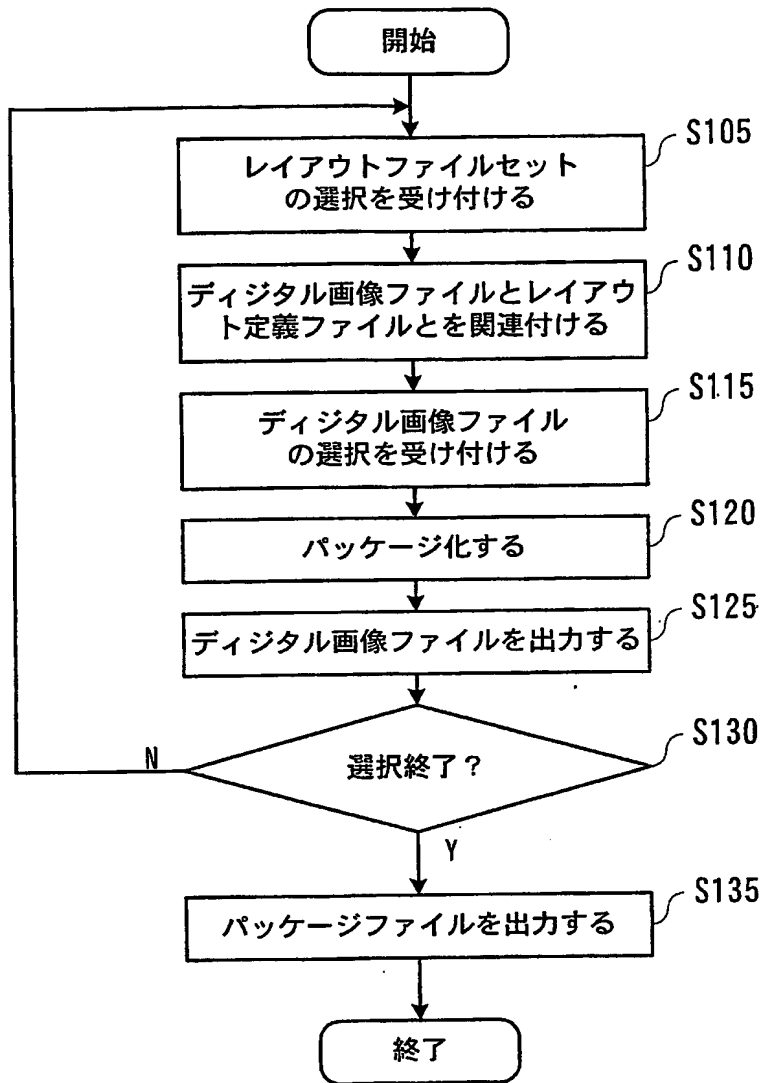 開始
S105
レイアウトファイルセット
の選択を受け付ける
S110
ディジタル画像ファイルとレイアウ
ト定義ファイルとを関連付ける
S115
ディジタル画像ファイル
の選択を受け付ける
S120
パッケージ化する
S125
ディジタル画像ファイルを出力する
S130
選択終了？
N
Y
S135
パッケージファイルを出力する
終了